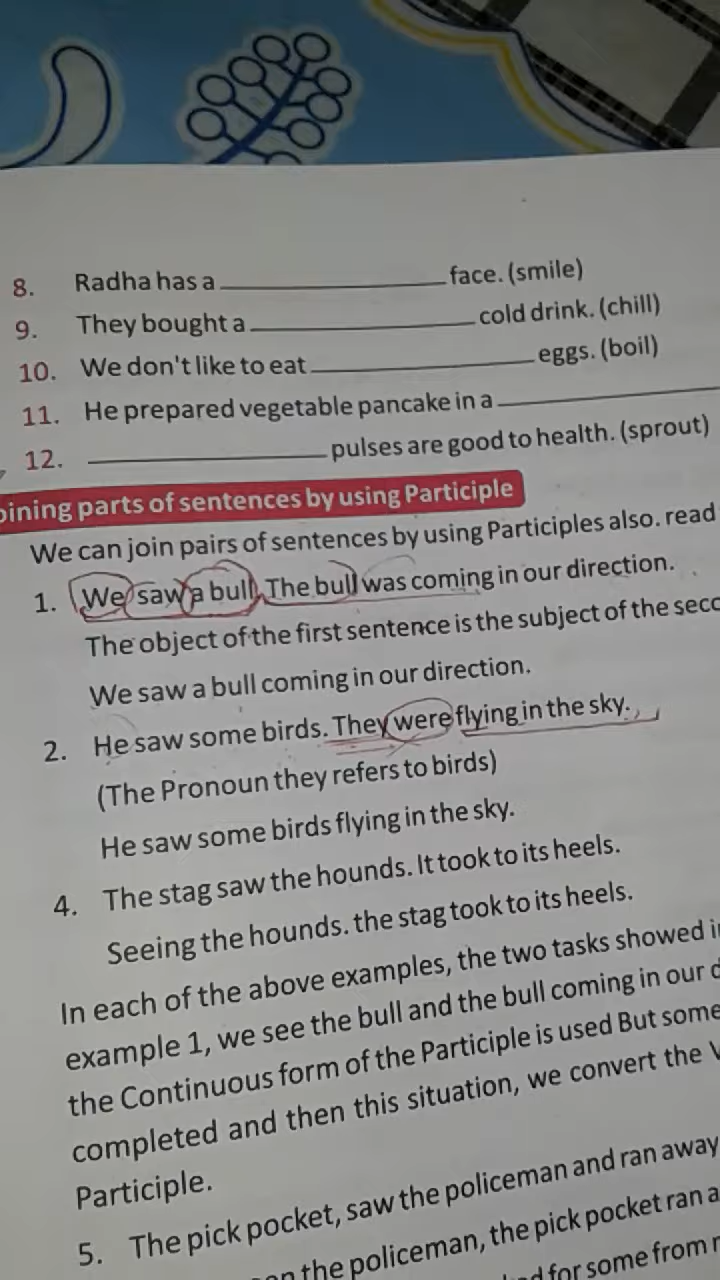 8. Radha has a ____________ face. (smile)
9. They bought a ____________ cold drink. (chill)
10. We don't like to eat ____________ eggs. (boil)
11. He prepared vegetable pancake in a ____________
12. ____________ pulses are good to health. (sprout)
ining parts of sentences by using Participle
We can join pairs of sentences by using Participles also. read
1. We saw a bull. The bull was coming in our direction.
The object of the first sentence is the subject of the
We saw a bull coming in our direction.
2. He saw some birds. They were flying in the sky.
(The Pronoun they refers to birds)
He saw some birds flying in the sky.
4. The stag saw the hounds. It took to its heels.
Seeing the hounds. the stag took to its heels.
In each of the above examples, the two tasks showed
example 1, we see the bull and the bull coming in our
the Continuous form of the Participle is used But some
completed and then this situation, we convert the
Participle.
5. The pick pocket, saw the policeman and ran away
the policeman, the pick pocket ran
for some from